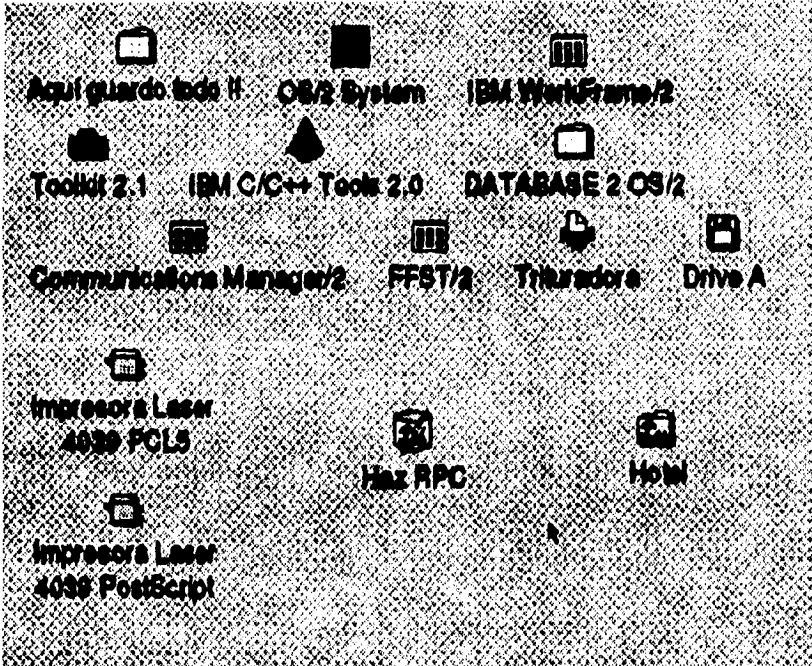 Aquí guardo todo !!
OS/2 System
IBM WorkFrame/2
Toolkit 2.1
IBM C/C++ Tools 2.0
DATABASE 2 OS/2
Communications Manager/2
FFST/2
Trituradora
Drive A
Impresora Laser
4039 PCL5
Haz RPC
Hotel
Impresora Laser
4039 PostScript